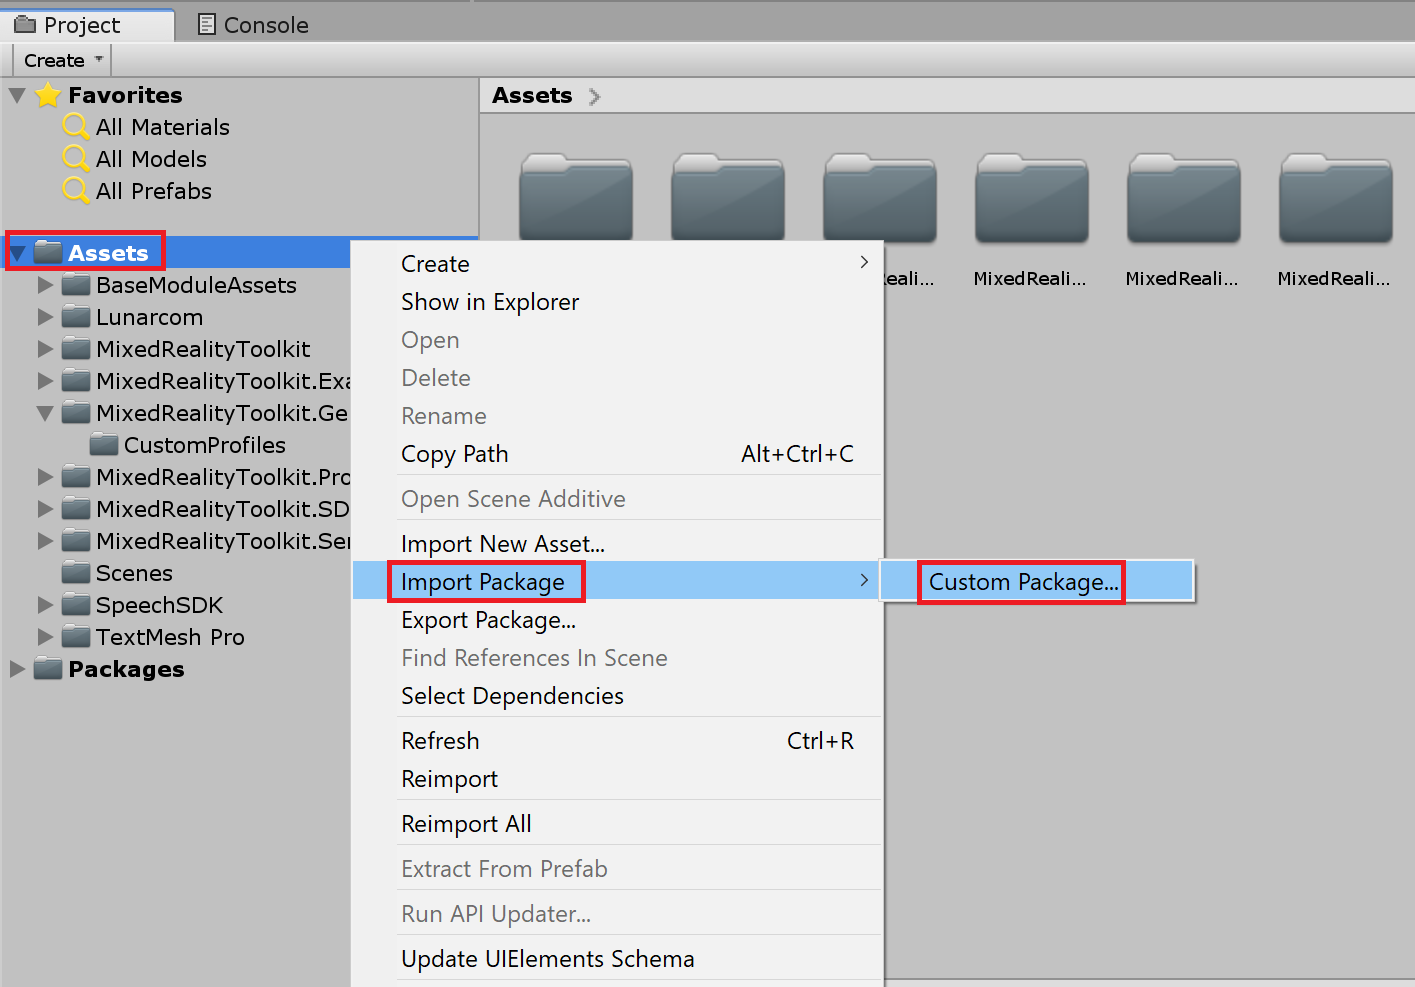 Project
Console
Create
Favorites
All Materials
All Models
All Prefabs
Assets
BaseModuleAssets
Lunarcom
MixedRealityToolkit
MixedRealityToolkit.Exa
MixedRealityToolkit.Ge
CustomProfiles
MixedRealityToolkit.Pro
MixedRealityToolkit.SD
MixedRealityToolkit.Ser
Scenes
SpeechSDK
TextMesh Pro
Packages
Assets
eali...
MixedReali...
MixedReali...
MixedReali...
Create
Show in Explorer
Open
Delete
Rename
Copy Path Alt+Ctrl+C
Open Scene Additive
Import New Asset...
Import Package
Custom Package...
Export Package...
Find References In Scene
Select Dependencies
Refresh Ctrl+R
Reimport
Reimport All
Extract From Prefab
Run API Updater...
Update UIElements Schema